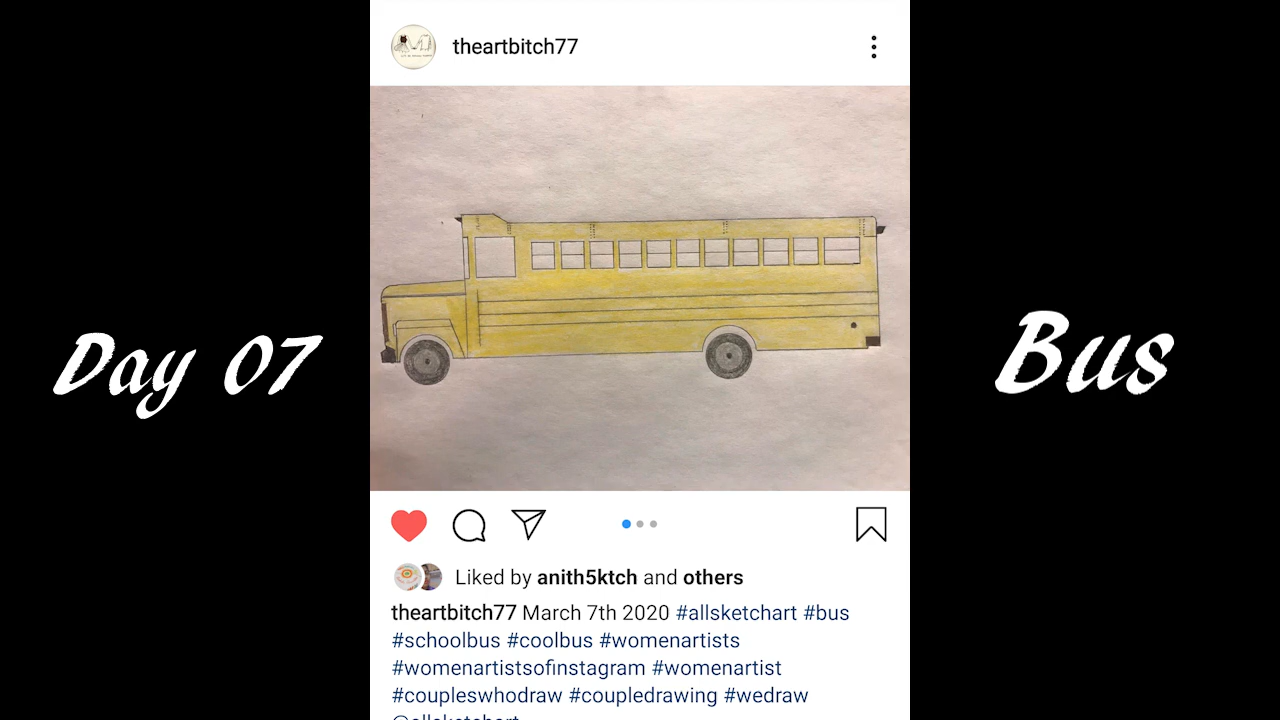 theartbitch77
Day 07
Bus
Liked by anith5ktch and others
theartbitch77 March 7th 2020 #allsketchart #bus
#schoolbus #coolbus #womenartists
#womenartistsofinstagram #womenartist
#coupleswhodraw #coupledrawing #wedraw
@allsketchart